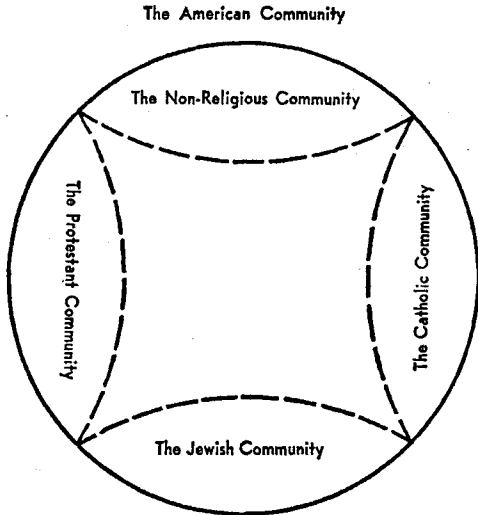 The American Community
The Non-Religious Community
The Protestant Community
The Catholic Community
The Jewish Community